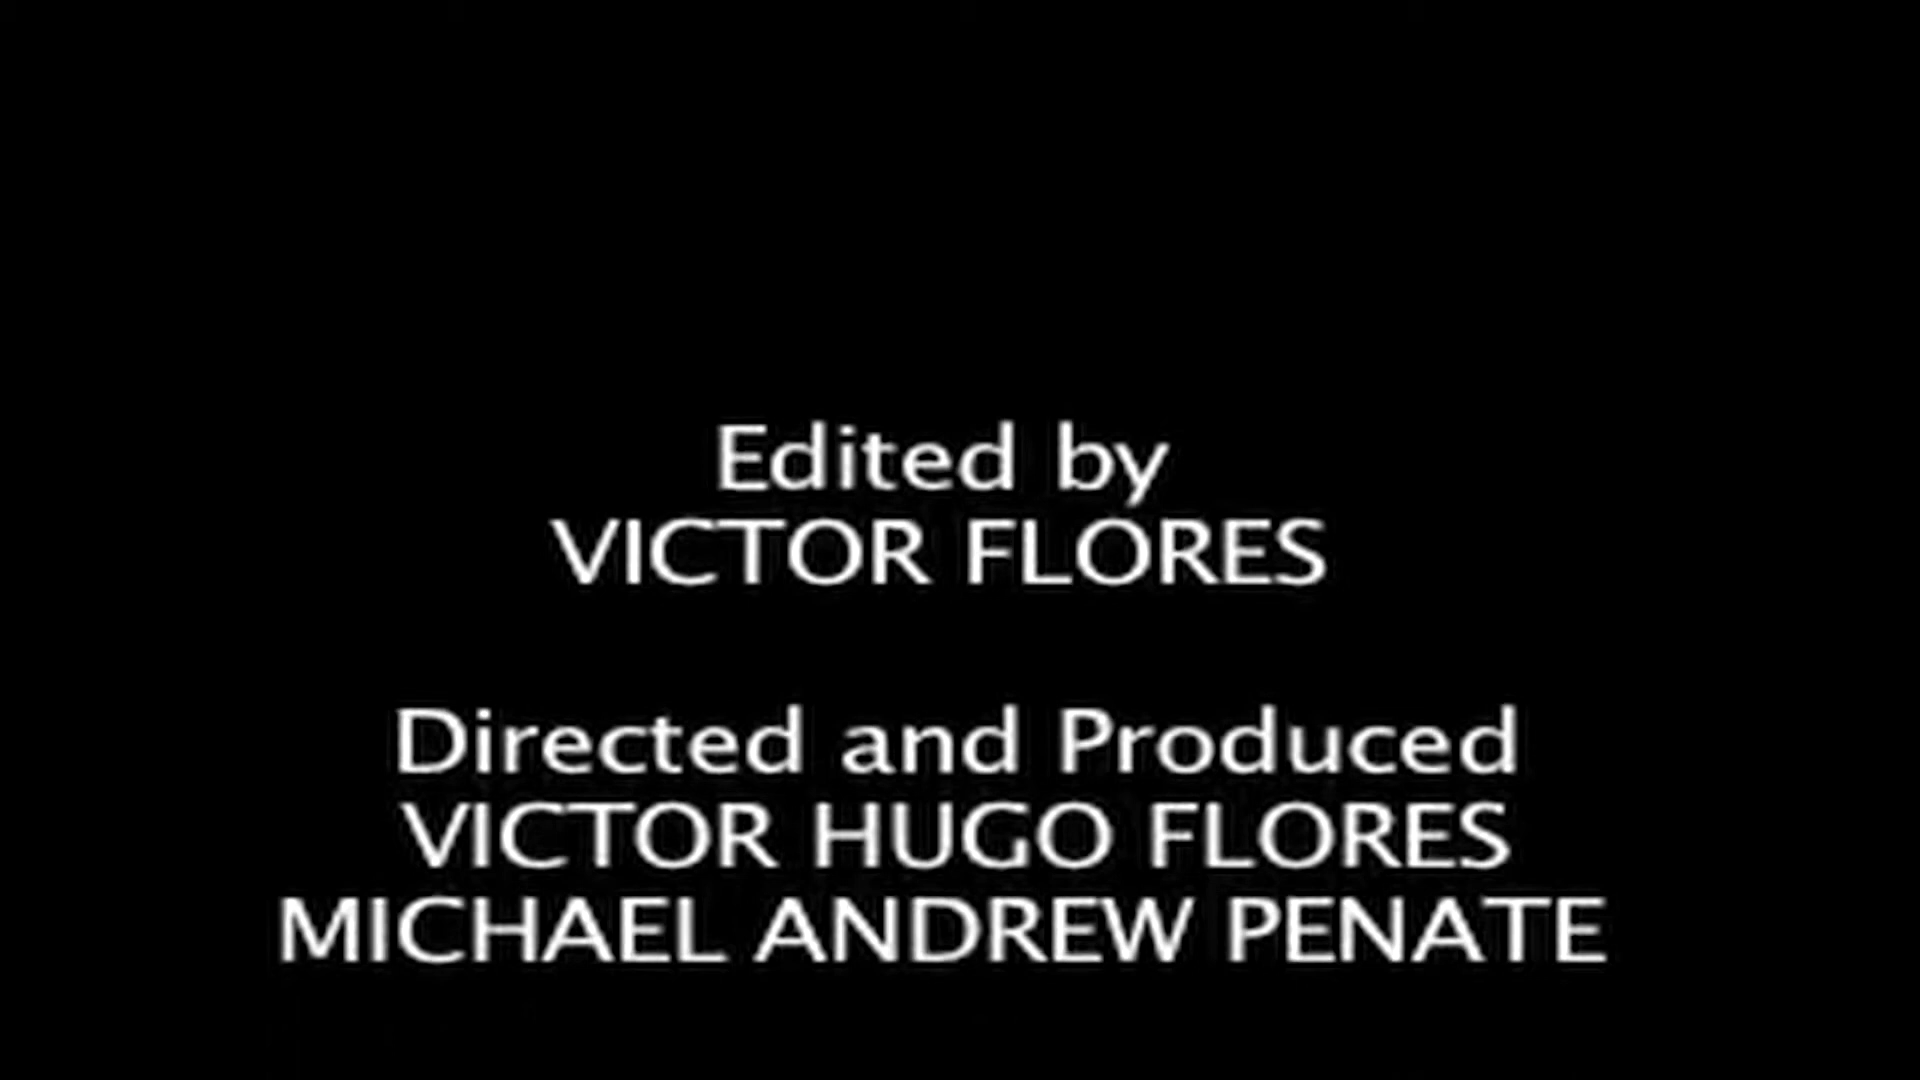 Edited by
VICTOR FLORES
Directed and Produced
VICTOR HUGO FLORES
MICHAEL ANDREW PENATE